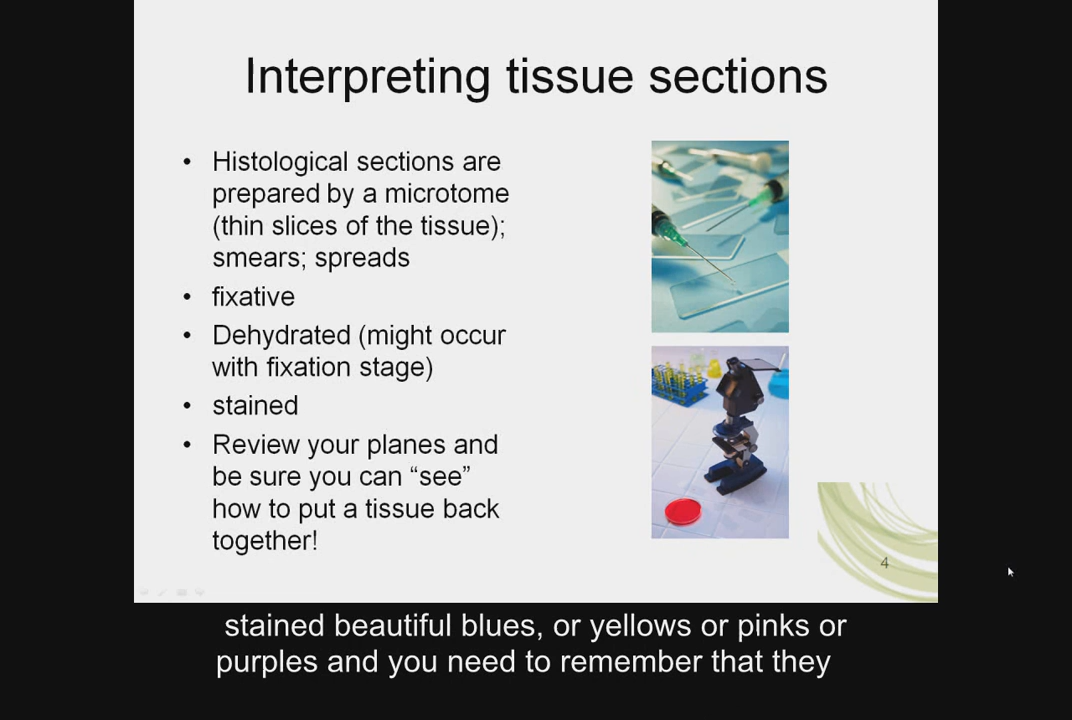 Interpreting tissue sections
• Histological sections are
prepared by a microtome
(thin slices of the tissue);
smears; spreads
• fixative
• Dehydrated (might occur
with fixation stage)
• stained
• Review your planes and
be sure you can “see”
how to put a tissue back
together!
4
stained beautiful blues, or yellows or pinks or
purples and you need to remember that they